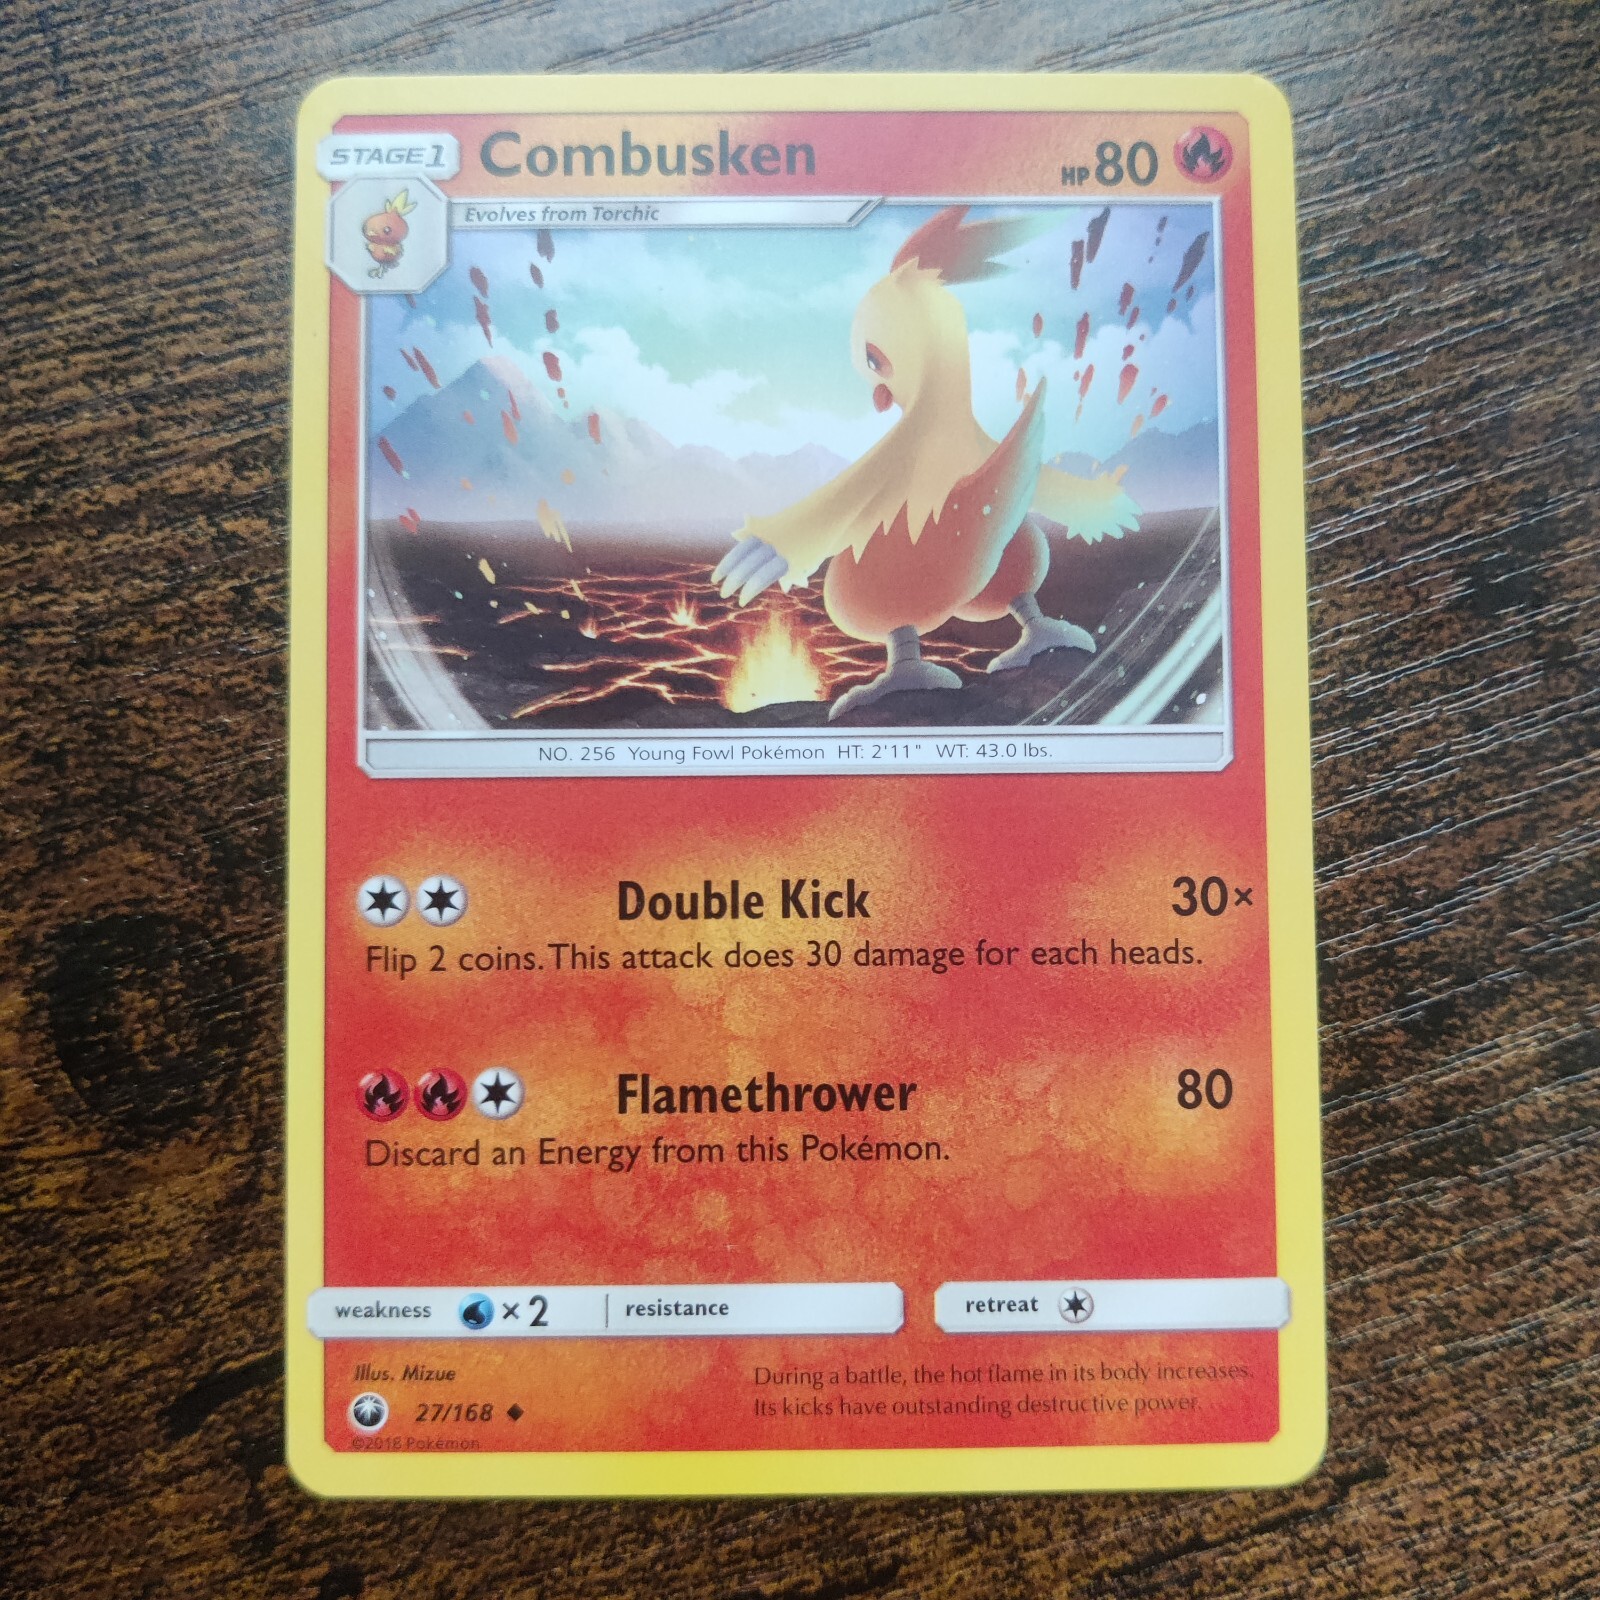 STAGE 1 Combusken HP 80
Evolves from Torchic
NO. 256 Young Fowl Pokémon HT: 2'11" WT: 43.0 lbs.
Double Kick 30×
Flip 2 coins. This attack does 30 damage for each heads.
Flamethrower 80
Discard an Energy from this Pokémon.
weakness × 2 resistance retreat
Illus. Mizue
27/168
©2018 Pokémon
During a battle, the hot flame in its body increases.
Its kicks have outstanding destructive power.